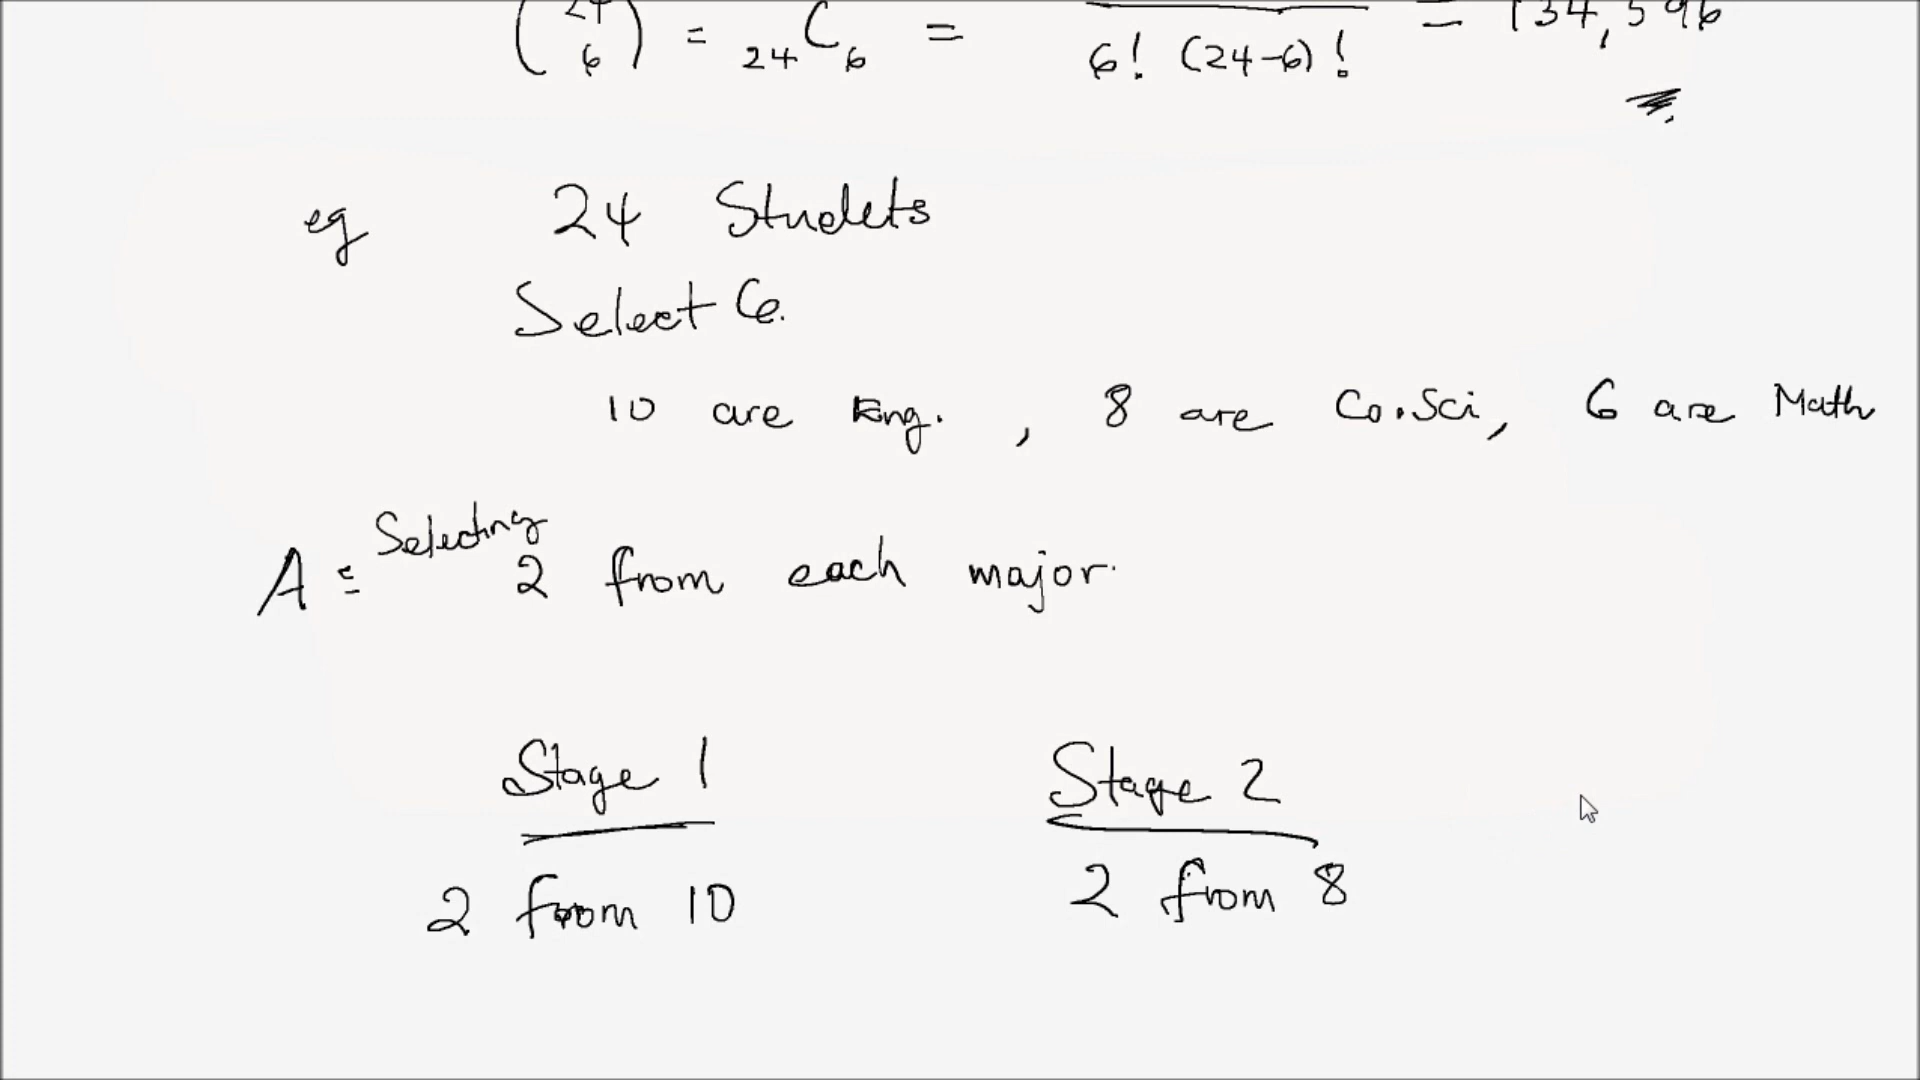 (24 6) = 24C6 = 6! (24-6)! = 134,596
eg 24 Studets
Select 6.
10 are Eng. , 8 are Co.Sci, 6 are Math
A = Selecting 2 from each major.
Stage 1 Stage 2
2 from 10 2 from 8